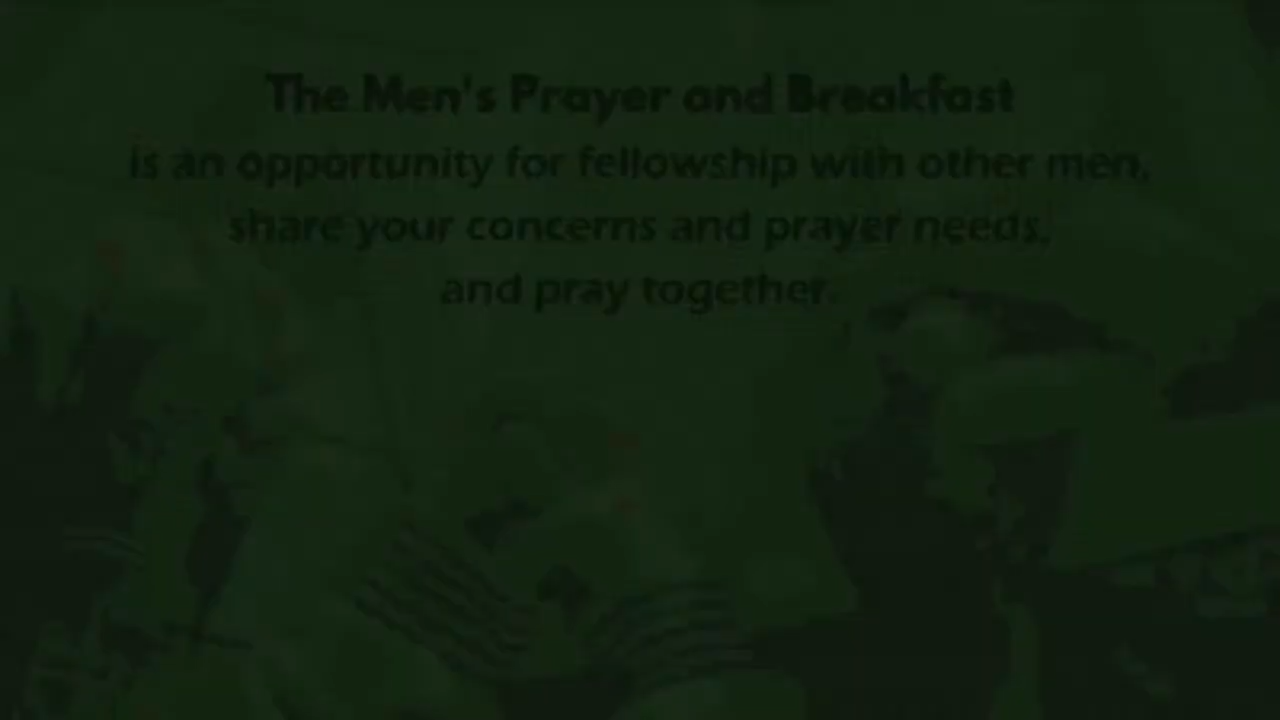 The Men's Prayer and Breakfast
is an opportunity for fellowship with other men,
share your concerns and prayer needs,
and pray together.